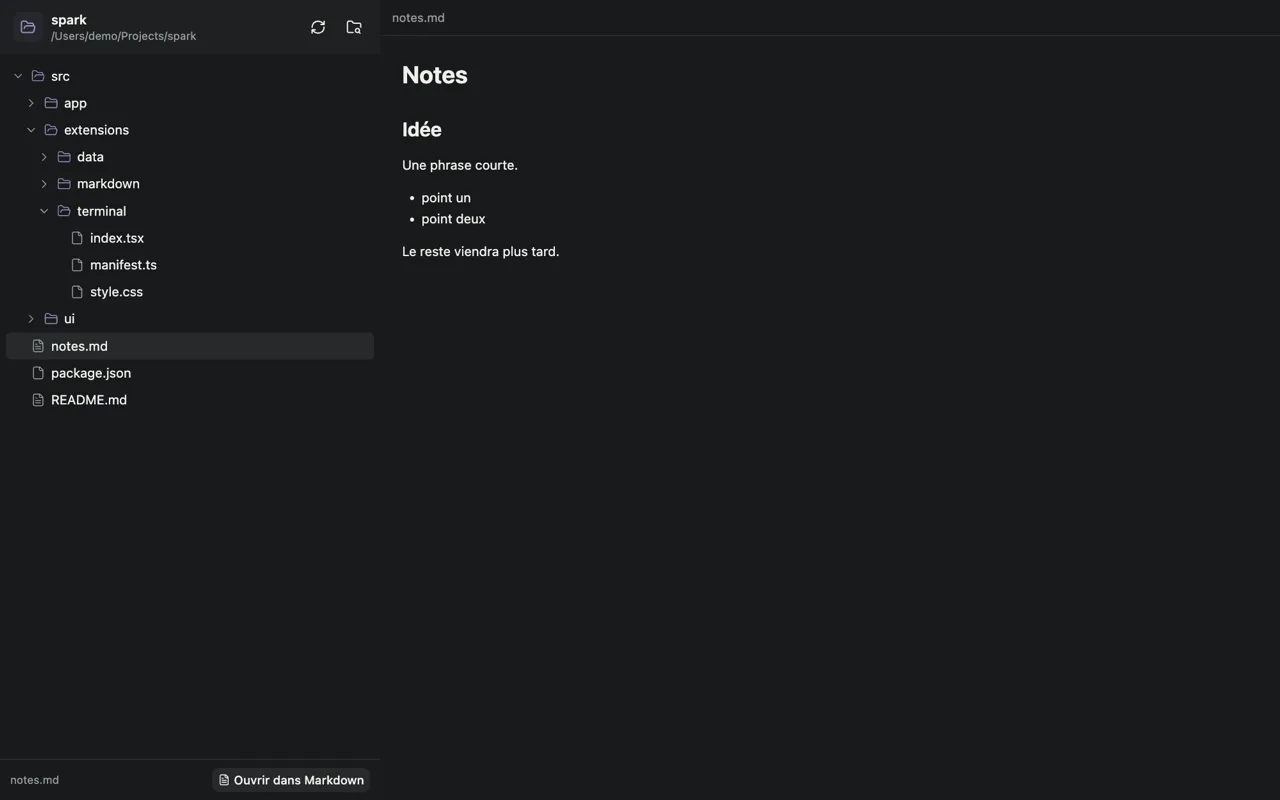 spark
/Users/demo/Projects/spark
src
app
extensions
data
markdown
terminal
index.tsx
manifest.ts
style.css
ui
notes.md
package.json
README.md
notes.md
Ouvrir dans Markdown
notes.md
Notes
Idée
Une phrase courte.
• point un
• point deux
Le reste viendra plus tard.